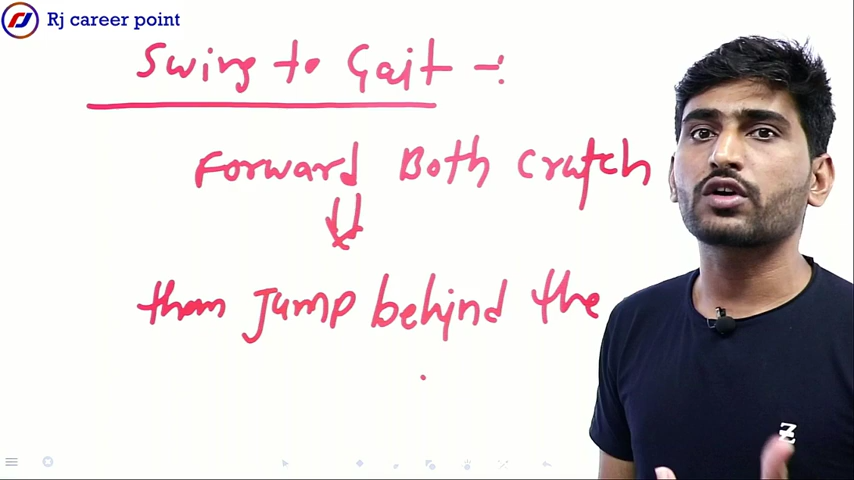 Rj career point
Swing to Gait -:
Forward Both Crutch
then Jump behind the